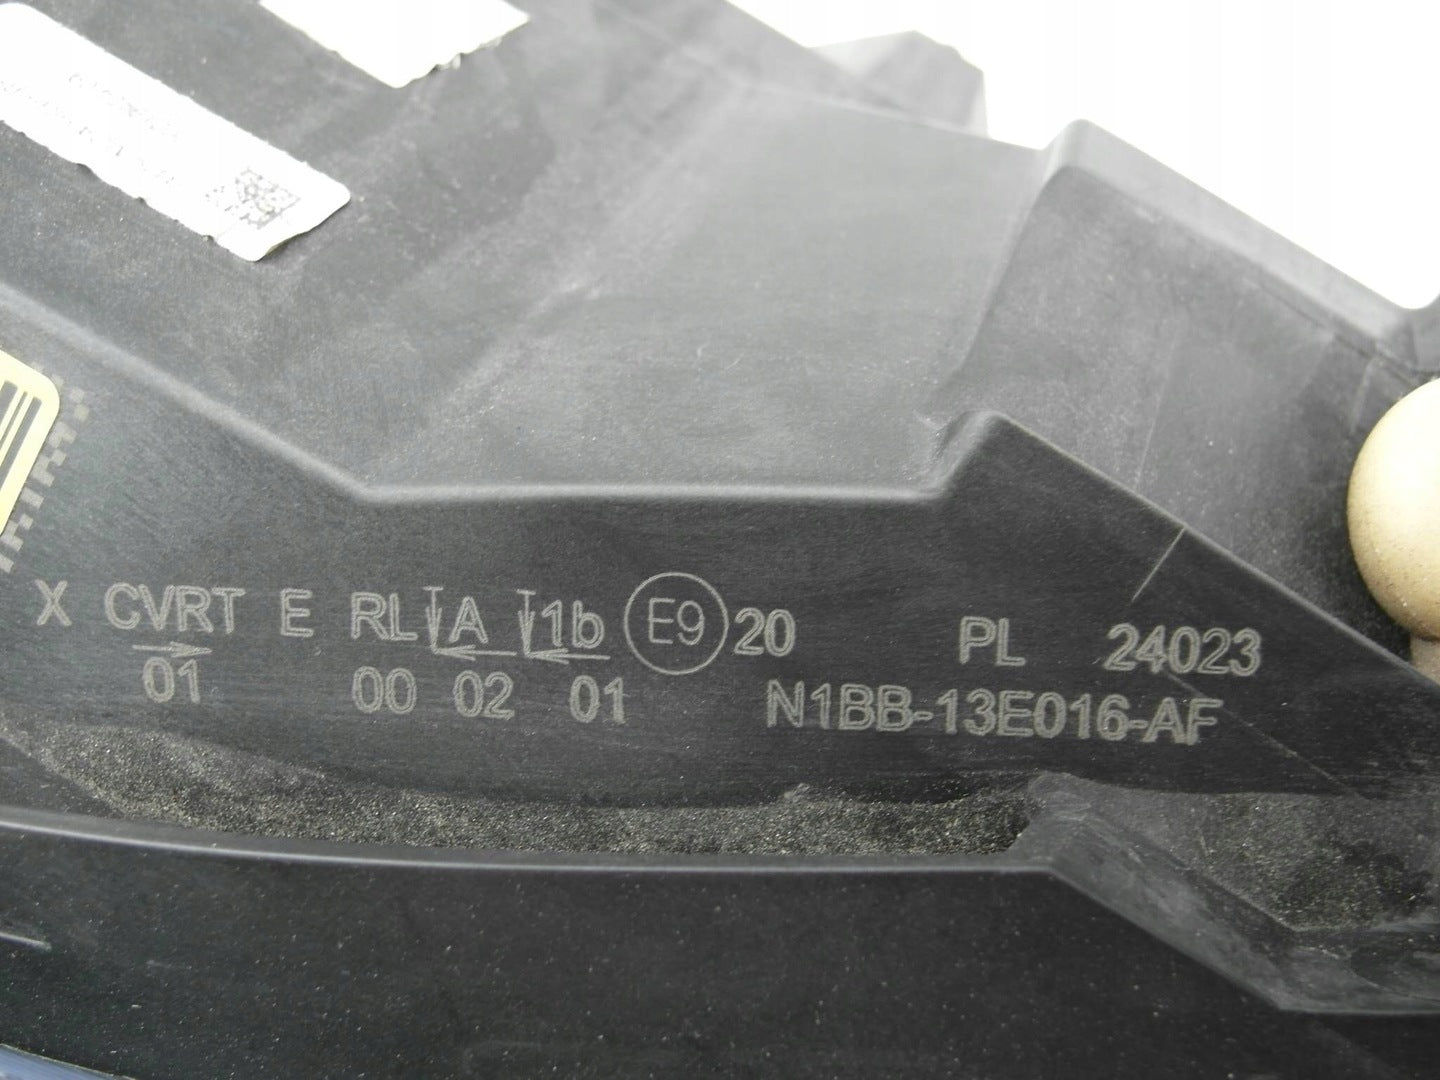 X CVRT E RL A 1b E9 20 PL 24023
01 00 02 01 N1BB-13E016-AF